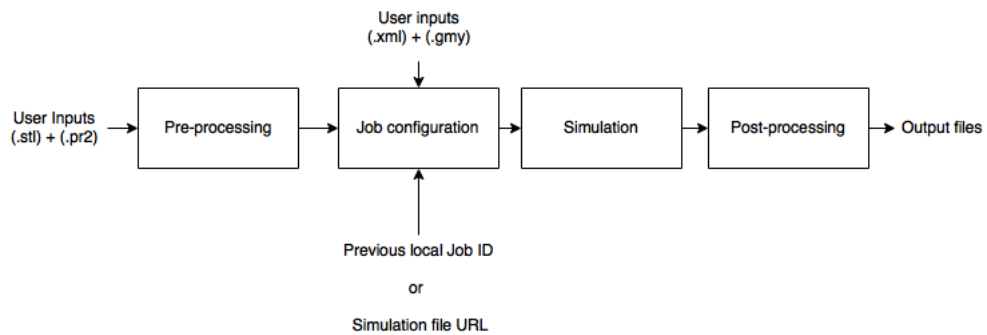 User inputs
(.xml) + (.gmy)
User Inputs
(.stl) + (.pr2)
Pre-processing
Job configuration
Simulation
Post-processing
Output files
Previous local Job ID
or
Simulation file URL